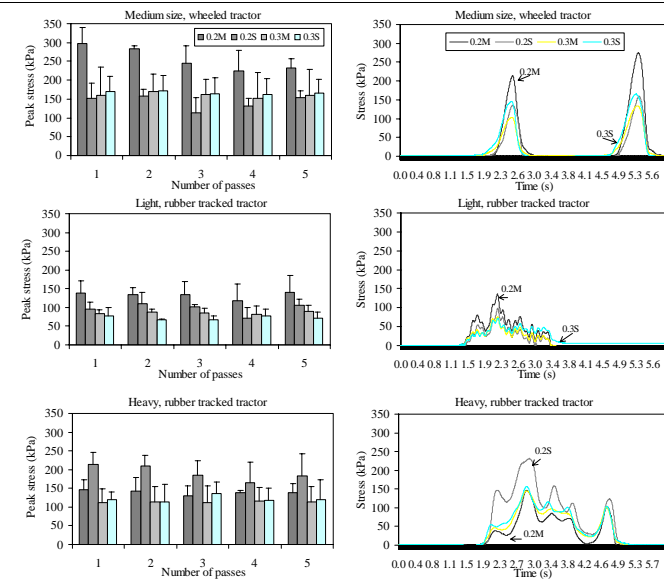 Medium size, wheeled tractor
Peak stress (kPa)
350
300
250
200
150
100
50
0
0.2M 0.2S 0.3M 0.3S
1 2 3 4 5
Number of passes
Medium size, wheeled tractor
Stress (kPa)
350
300
250
200
150
100
50
0
0.2M 0.2S 0.3M 0.3S
0.2M
0.3S
0.0 0.4 0.8 1.1 1.5 1.9 2.3 2.6 3.0 3.4 3.8 4.1 4.5 4.9 5.3 5.6
Time (s)
Light, rubber tracked tractor
Peak stress (kPa)
350
300
250
200
150
100
50
0
1 2 3 4 5
Number of passes
Light, rubber tracked tractor
Stress (kPa)
350
300
250
200
150
100
50
0
0.2M
0.3S
0.0 0.4 0.8 1.1 1.5 1.9 2.3 2.6 3.0 3.4 3.8 4.1 4.5 4.9 5.3 5.6
Time (s)
Heavy, rubber tracked tractor
Peak stress (kPa)
350
300
250
200
150
100
50
0
1 2 3 4 5
Number of passes
Heavy, rubber tracked tractor
Stress (kPa)
350
300
250
200
150
100
50
0
0.2S
0.2M
0.0 0.4 0.8 1.1 1.5 1.9 2.3 2.6 3.0 3.4 3.8 4.2 4.5 4.9 5.3 5.7
Time (s)